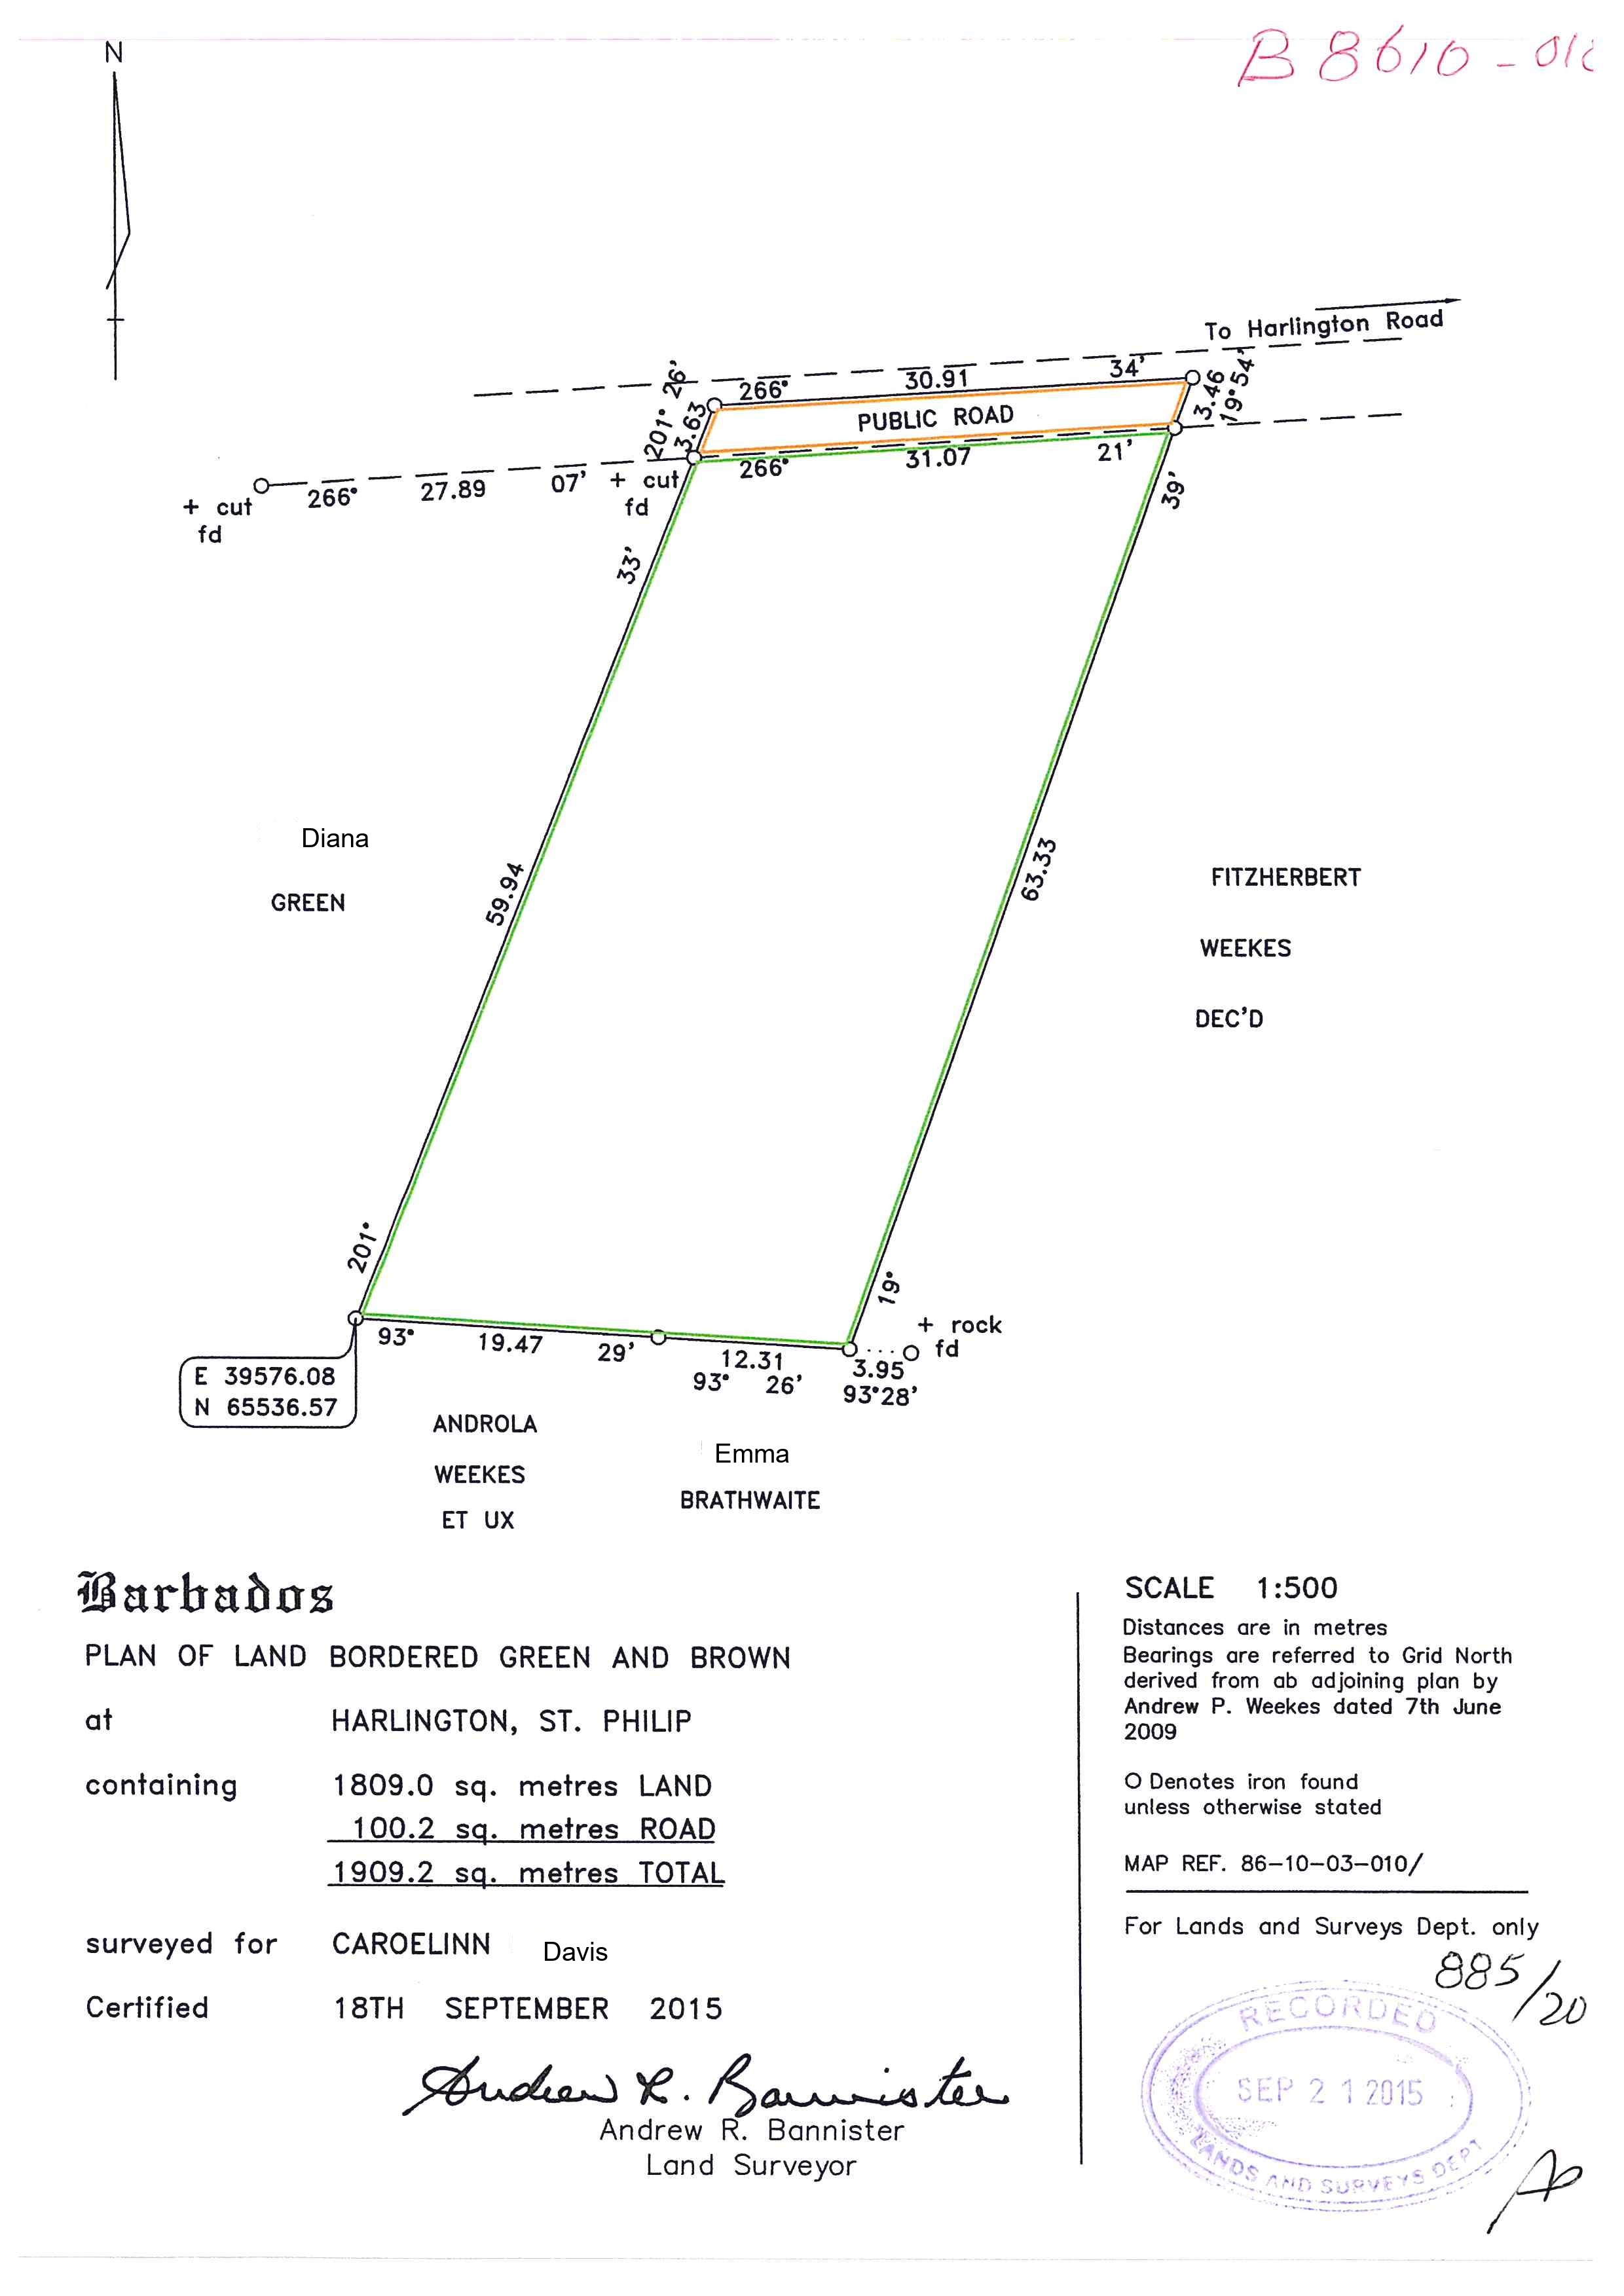 N
B 8610 - 01
To Harlington Road
201° 26'
3.63
266° 30.91 34'
3.46
19°54'
PUBLIC ROAD
266° 31.07 21'
+ cut
fd
266° 27.89 07'
+ cut
fd
33'
39'
59.94
63.33
Diana
GREEN
FITZHERBERT
WEEKES
DEC'D
201°
19°
93° 19.47 29'
12.31
93° 26'
3.95
93°28'
+ rock
fd
E 39576.08
N 65536.57
ANDROLA
WEEKES
ET UX
Emma
BRATHWAITE
Barbados
PLAN OF LAND BORDERED GREEN AND BROWN
at HARLINGTON, ST. PHILIP
containing 1809.0 sq. metres LAND
100.2 sq. metres ROAD
1909.2 sq. metres TOTAL
surveyed for CAROELINN Davis
Certified 18TH SEPTEMBER 2015
Andrew R. Bannister
Andrew R. Bannister
Land Surveyor
SCALE 1:500
Distances are in metres
Bearings are referred to Grid North
derived from ab adjoining plan by
Andrew P. Weekes dated 7th June
2009
O Denotes iron found
unless otherwise stated
MAP REF. 86-10-03-010/
For Lands and Surveys Dept. only
885/20
RECORDED
SEP 21 2015
LANDS AND SURVEYS DEPT